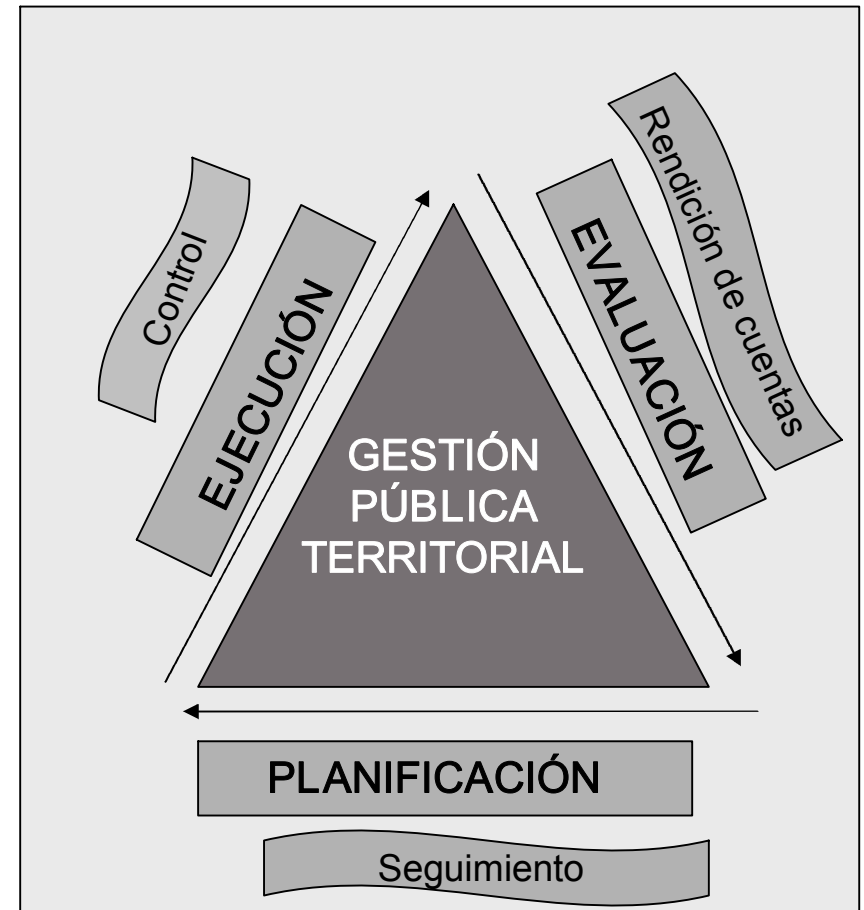 Control
EJECUCIÓN
Rendición de cuentas
EVALUACIÓN
GESTIÓN
PÚBLICA
TERRITORIAL
PLANIFICACIÓN
Seguimiento